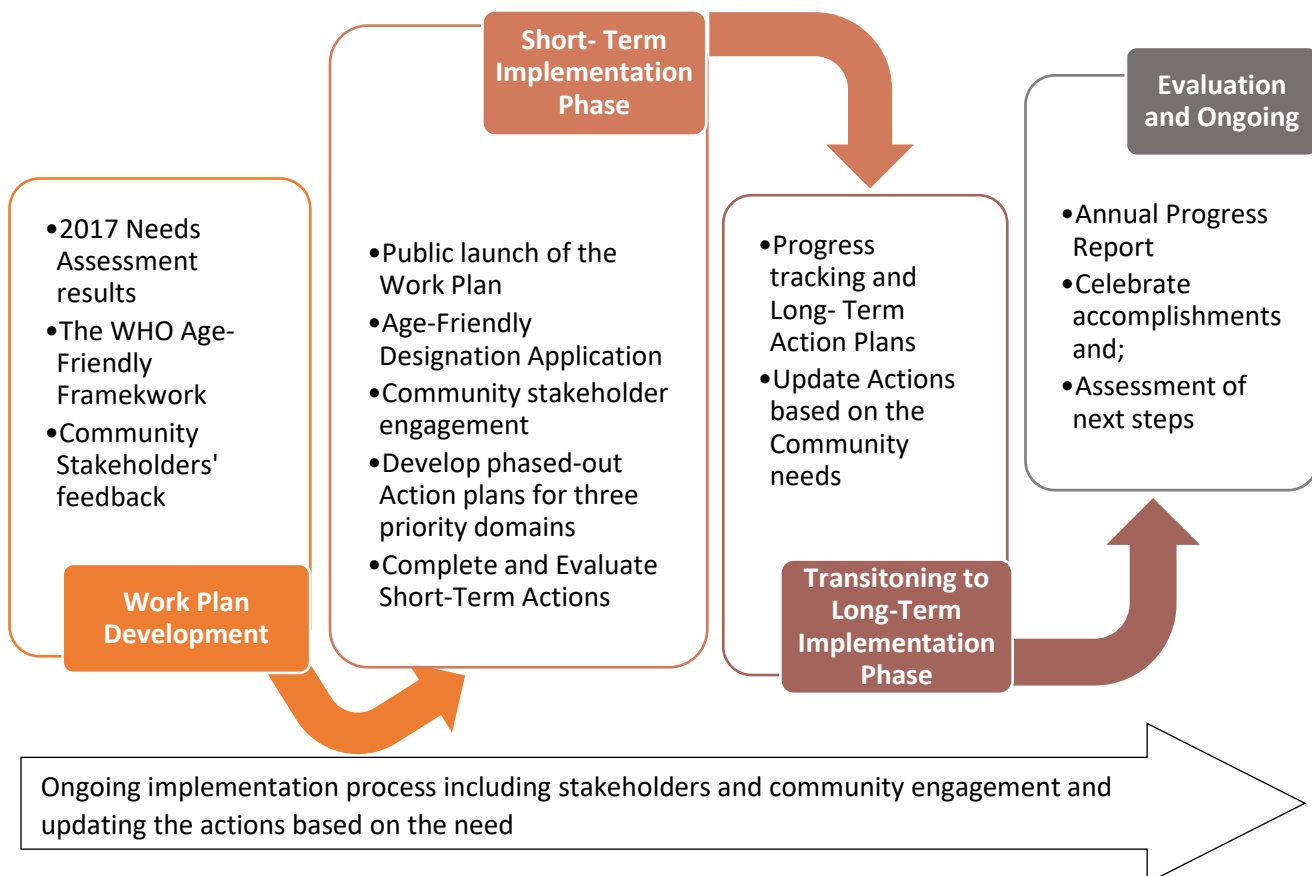 •2017 Needs
Assessment
results
•The WHO Age-
Friendly
Framekwork
•Community
Stakeholders'
feedback
Work Plan
Development
Short- Term
Implementation
Phase
•Public launch of the
Work Plan
•Age-Friendly
Designation Application
•Community stakeholder
engagement
•Develop phased-out
Action plans for three
priority domains
•Complete and Evaluate
Short-Term Actions
•Progress
tracking and
Long- Term
Action Plans
•Update Actions
based on the
Community
needs
Transitoning to
Long-Term
Implementation
Phase
Evaluation
and Ongoing
•Annual Progress
Report
•Celebrate
accomplishments
and;
•Assessment of
next steps
Ongoing implementation process including stakeholders and community engagement and
updating the actions based on the need